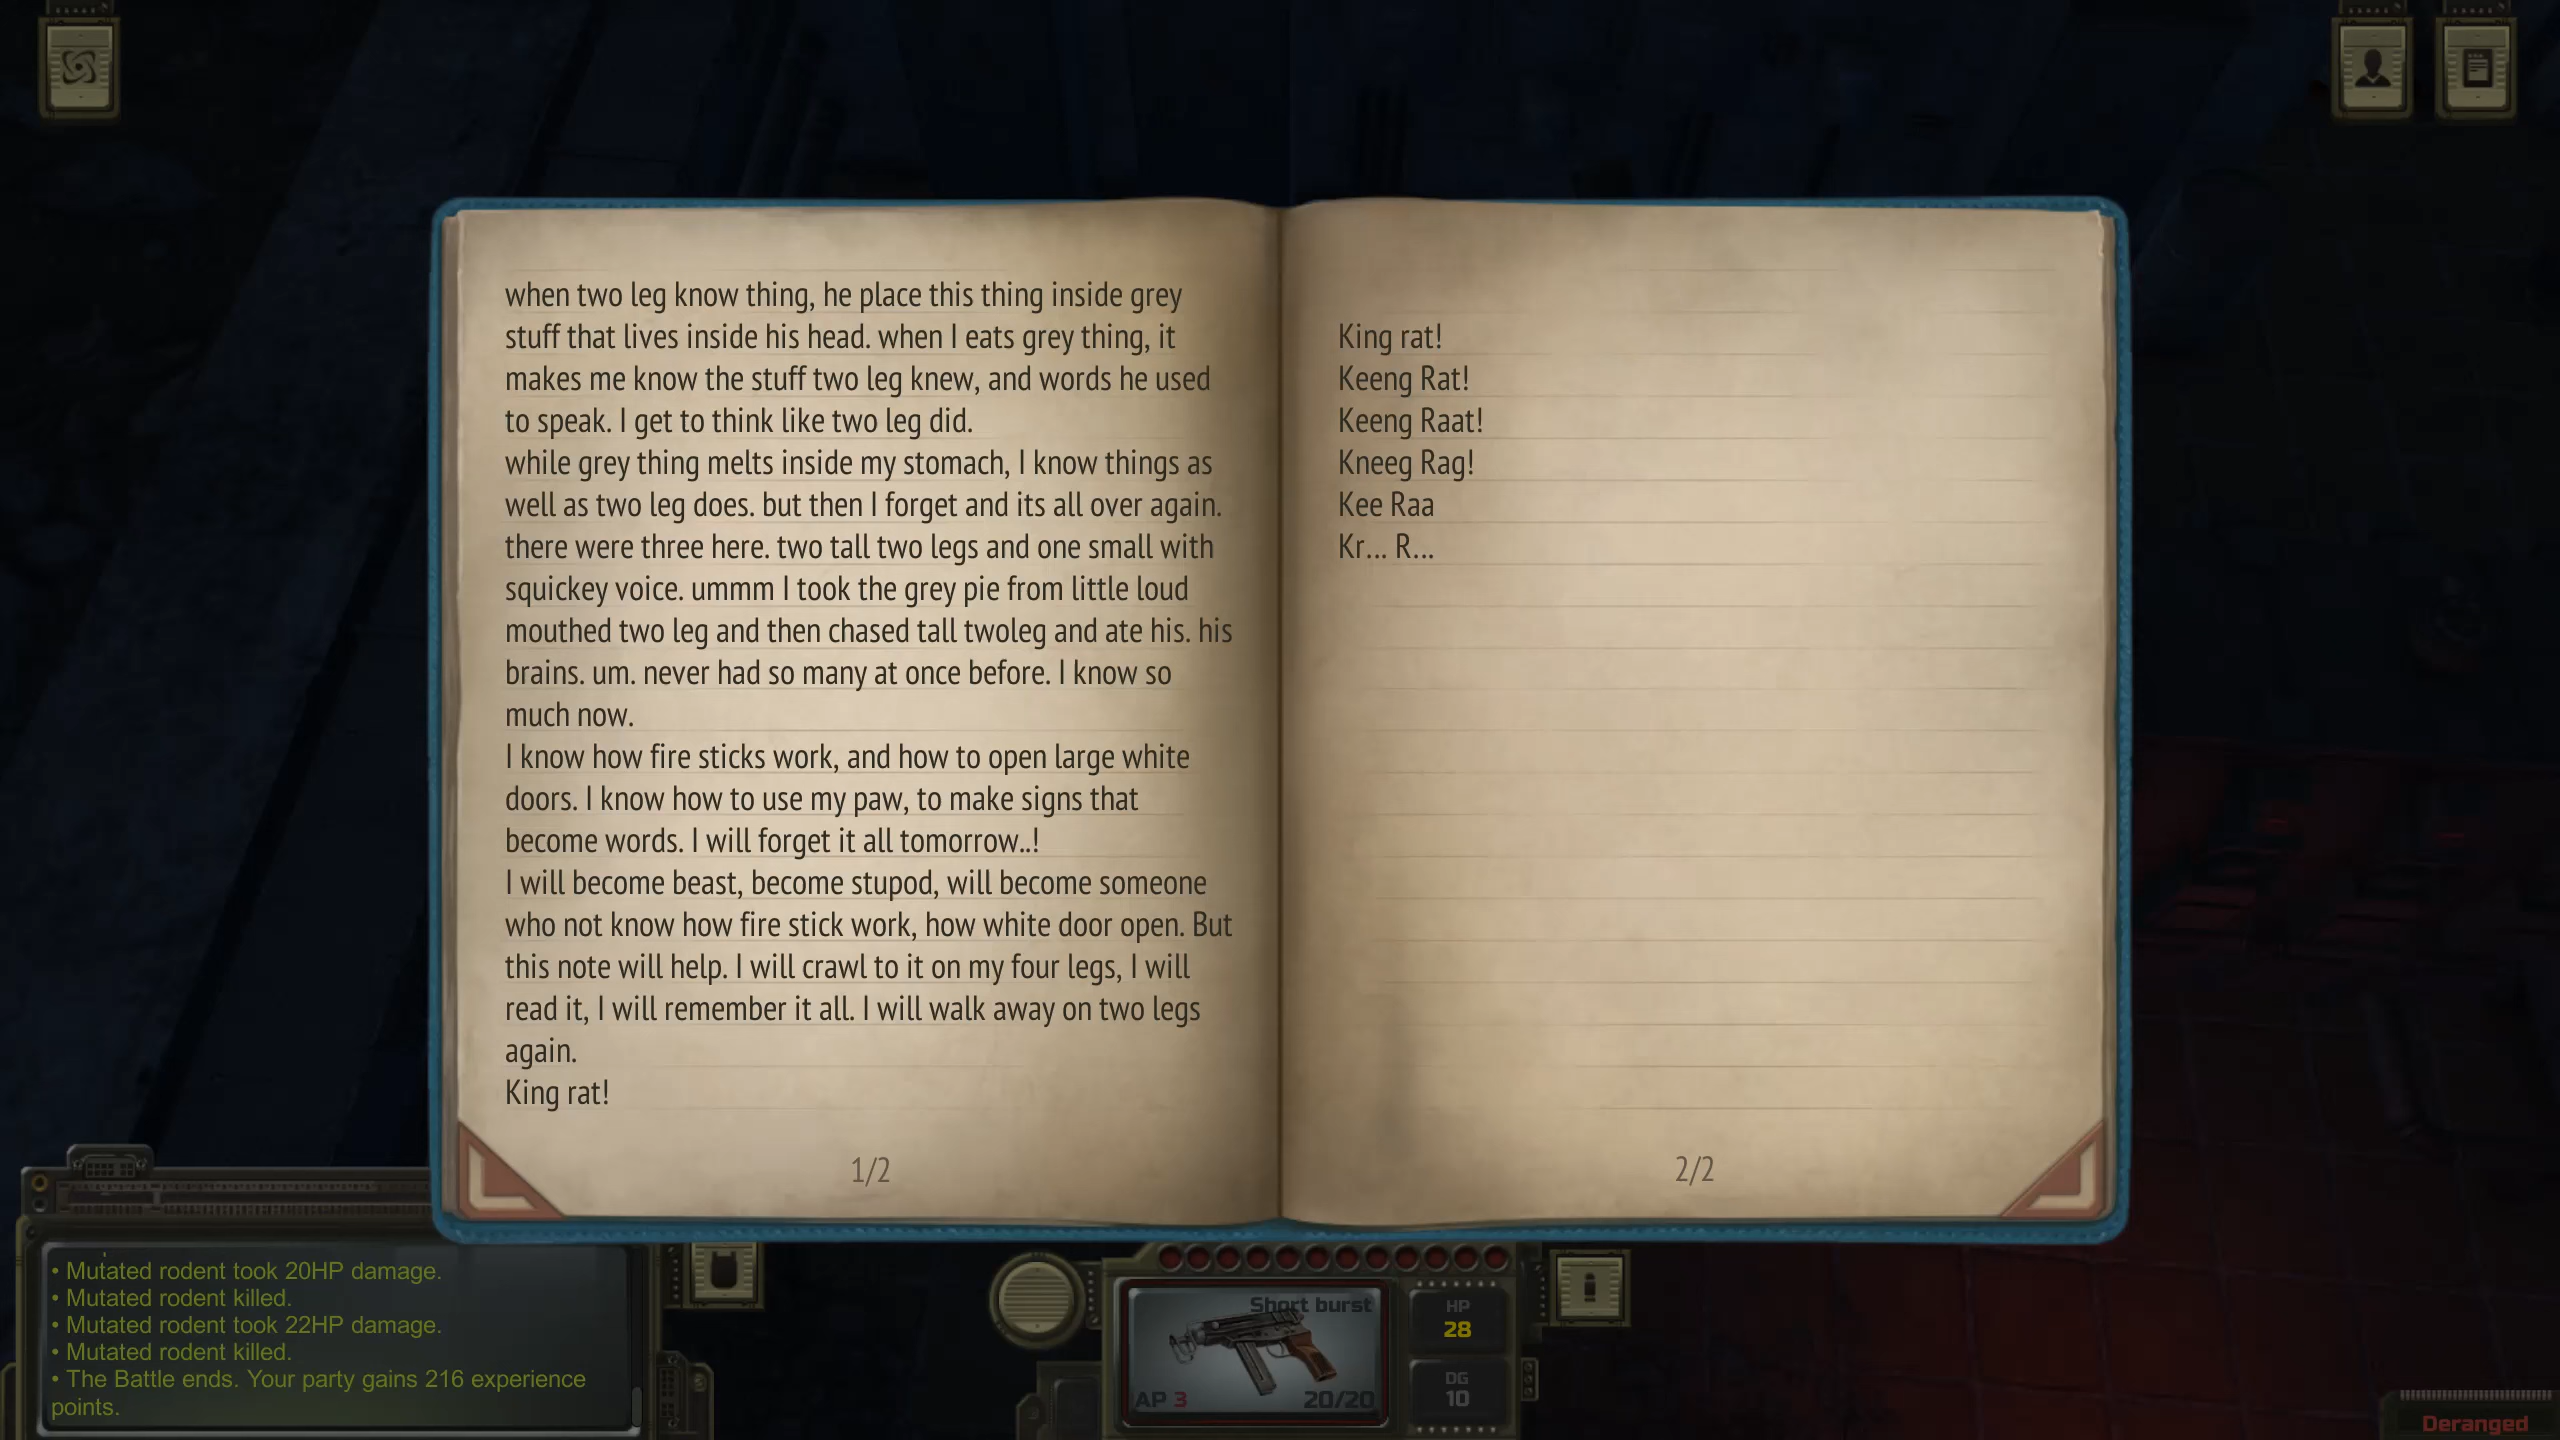 when two leg know thing, he place this thing inside grey
stuff that lives inside his head. when I eats grey thing, it
makes me know the stuff two leg knew, and words he used
to speak. I get to think like two leg did.
while grey thing melts inside my stomach, I know things as
well as two leg does. but then I forget and its all over again.
there were three here. two tall two legs and one small with
squickey voice. ummm I took the grey pie from little loud
mouthed two leg and then chased tall twoleg and ate his. his
brains. um. never had so many at once before. I know so
much now.
I know how fire sticks work, and how to open large white
doors. I know how to use my paw, to make signs that
become words. I will forget it all tomorrow..!
I will become beast, become stupod, will become someone
who not know how fire stick work, how white door open. But
this note will help. I will crawl to it on my four legs, I will
read it, I will remember it all. I will walk away on two legs
again.
King rat!
1/2
King rat!
Keeng Rat!
Keeng Raat!
Kneeg Rag!
Kee Raa
Kr... R...
2/2
• Mutated rodent took 20HP damage.
• Mutated rodent killed.
• Mutated rodent took 22HP damage.
• Mutated rodent killed.
• The Battle ends. Your party gains 216 experience
points.
Short burst
AP 3
20/20
HP
28
DG
10
Deranged